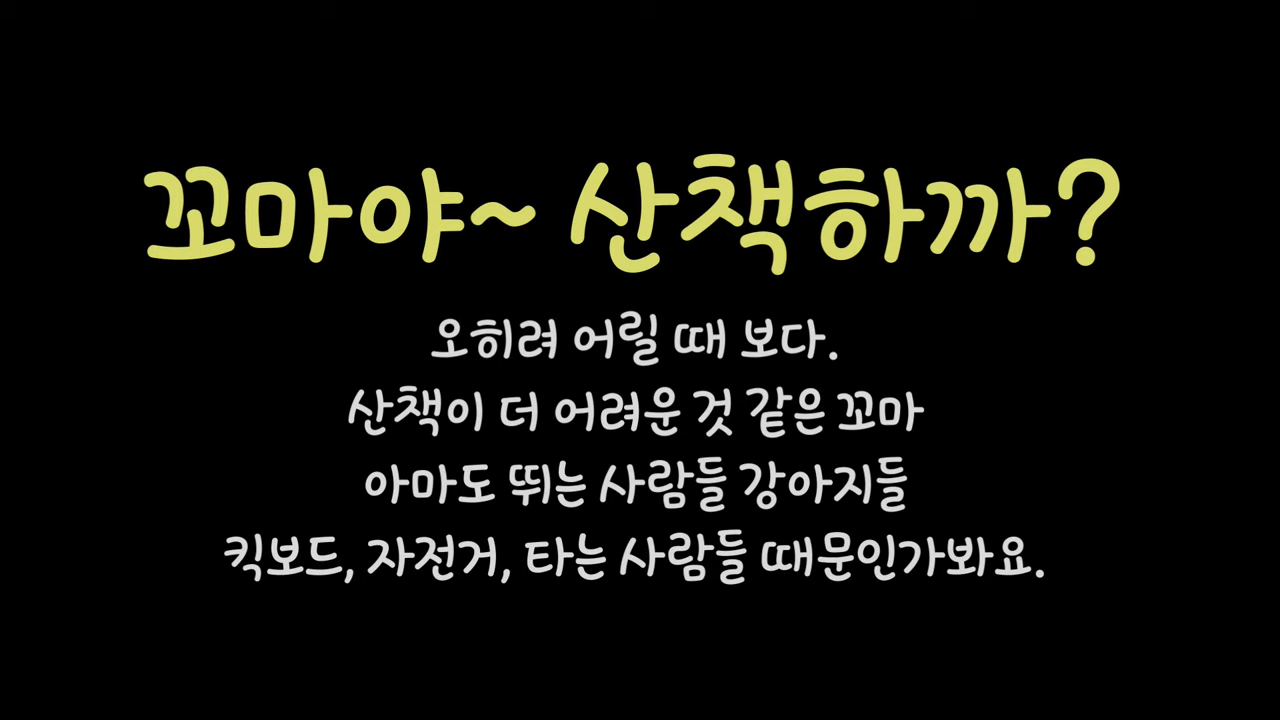 꼬마야~ 산책하까?
오히려 어릴 때 보다.
산책이 더 어려운 것 같은 꼬마
아마도 뛰는 사람들 강아지들
킥보드, 자전거, 타는 사람들 때문인가봐요.